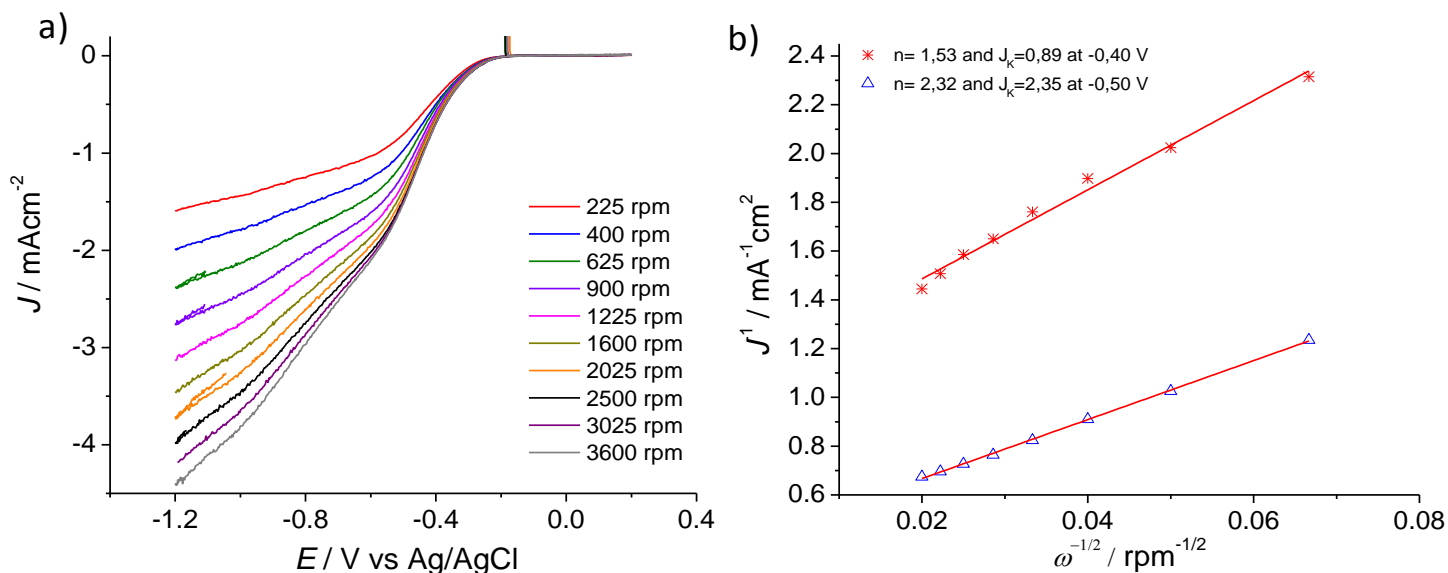 a)
0
-1
-2
-3
-4
J / mAcm⁻²
225 rpm
400 rpm
625 rpm
900 rpm
1225 rpm
1600 rpm
2025 rpm
2500 rpm
3025 rpm
3600 rpm
-1.2 -0.8 -0.4 0.0 0.4
E / V vs Ag/AgCl
b)
n= 1,53 and J_K=0,89 at -0,40 V
n= 2,32 and J_K=2,35 at -0,50 V
2.4
2.2
2.0
1.8
1.6
1.4
1.2
1.0
0.8
0.6
J¹ / mA⁻¹cm²
0.02 0.04 0.06 0.08
ω⁻¹/² / rpm⁻¹/²